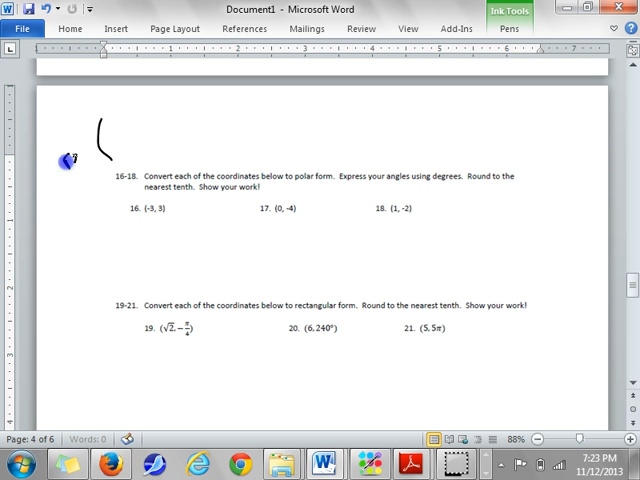 Document1 - Microsoft Word
Ink Tools
File Home Insert Page Layout References Mailings Review View Add-Ins Pens
16-18. Convert each of the coordinates below to polar form. Express your angles using degrees. Round to the
nearest tenth. Show your work!
16. (-3, 3) 17. (0, -4) 18. (1, -2)
19-21. Convert each of the coordinates below to rectangular form. Round to the nearest tenth. Show your work!
19. (√2, −π/4) 20. (6, 240°) 21. (5, 5π)
Page: 4 of 6 Words: 0 88%
7:23 PM
11/12/2013